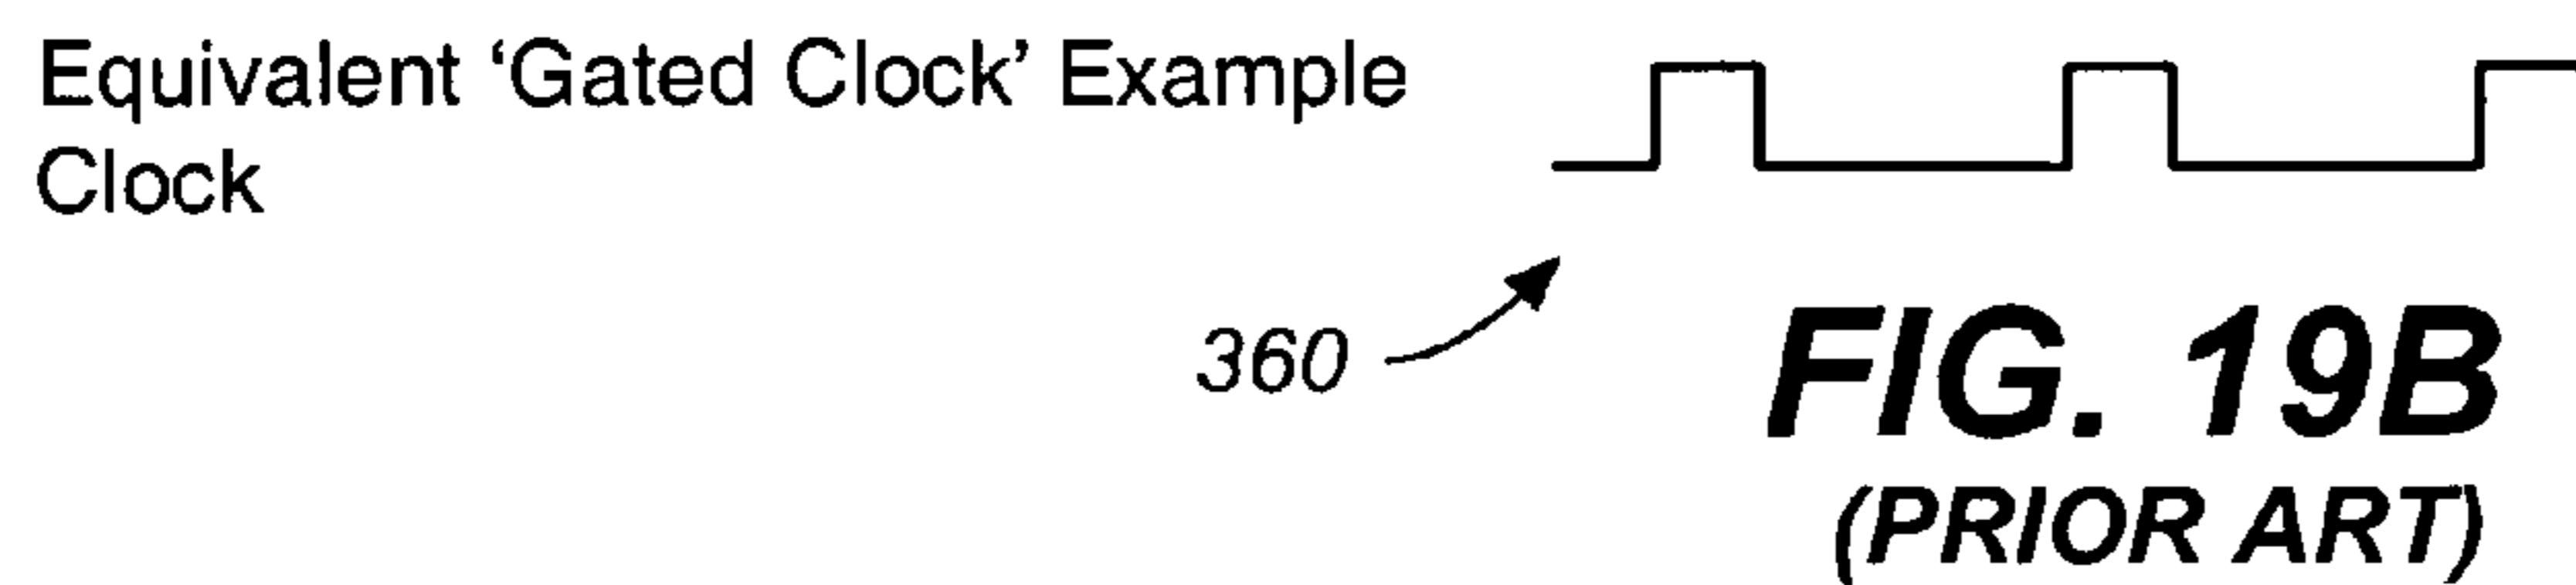 Equivalent ‘Gated Clock’ Example
Clock
360
FIG. 19B
(PRIOR ART)